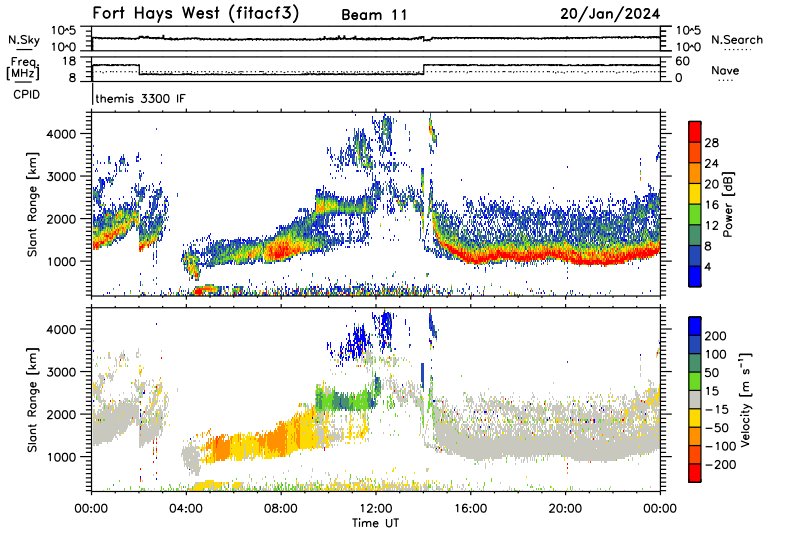 Fort Hays West (fitacf3)
Beam 11
20/Jan/2024
N.Sky
10^5
10^0
10^5
10^0
N.Search
Freq.
[MHz]
18
8
60
0
Nave
CPID
themis 3300 IF
Slant Range [km]
4000
3000
2000
1000
28
24
20
16
12
8
4
Power [dB]
Slant Range [km]
4000
3000
2000
1000
200
100
50
15
-15
-50
-100
-200
Velocity [m s⁻¹]
00:00
04:00
08:00
12:00
16:00
20:00
00:00
Time UT